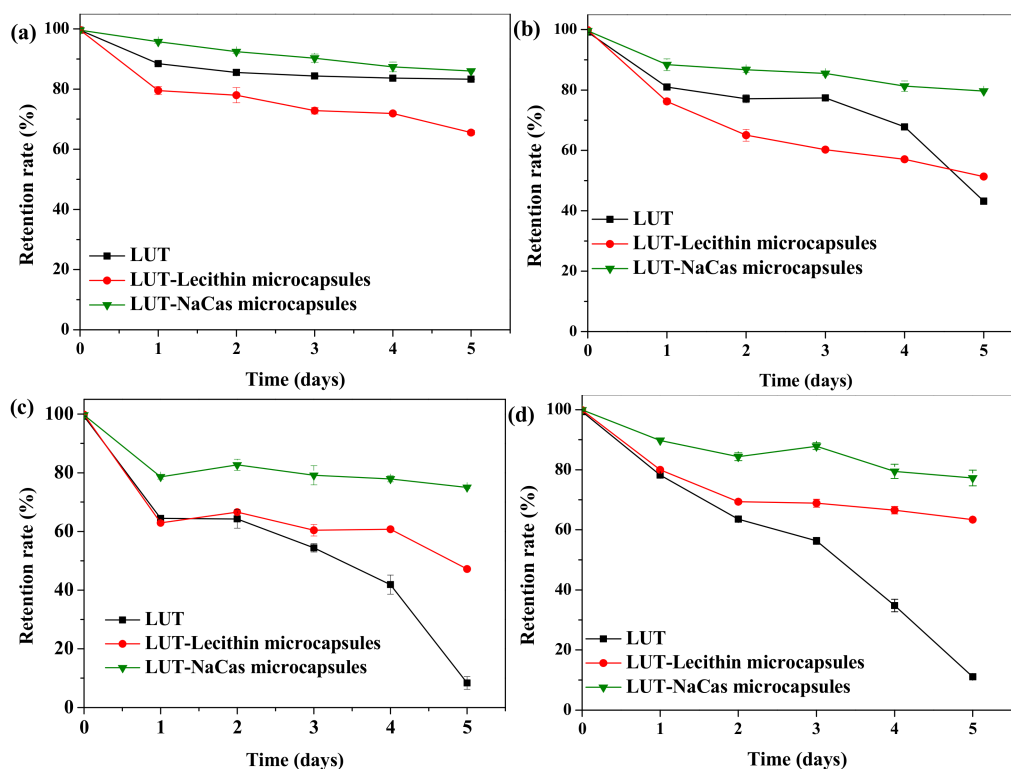 (a)
100
80
60
40
20
0
Retention rate (%)
LUT
LUT-Lecithin microcapsules
LUT-NaCas microcapsules
0 1 2 3 4 5
Time (days)
(b)
100
80
60
40
20
0
Retention rate (%)
LUT
LUT-Lecithin microcapsules
LUT-NaCas microcapsules
0 1 2 3 4 5
Time (days)
(c)
100
80
60
40
20
0
Retention rate (%)
LUT
LUT-Lecithin microcapsules
LUT-NaCas microcapsules
0 1 2 3 4 5
Time (days)
(d)
100
80
60
40
20
0
Retention rate (%)
LUT
LUT-Lecithin microcapsules
LUT-NaCas microcapsules
0 1 2 3 4 5
Time (days)